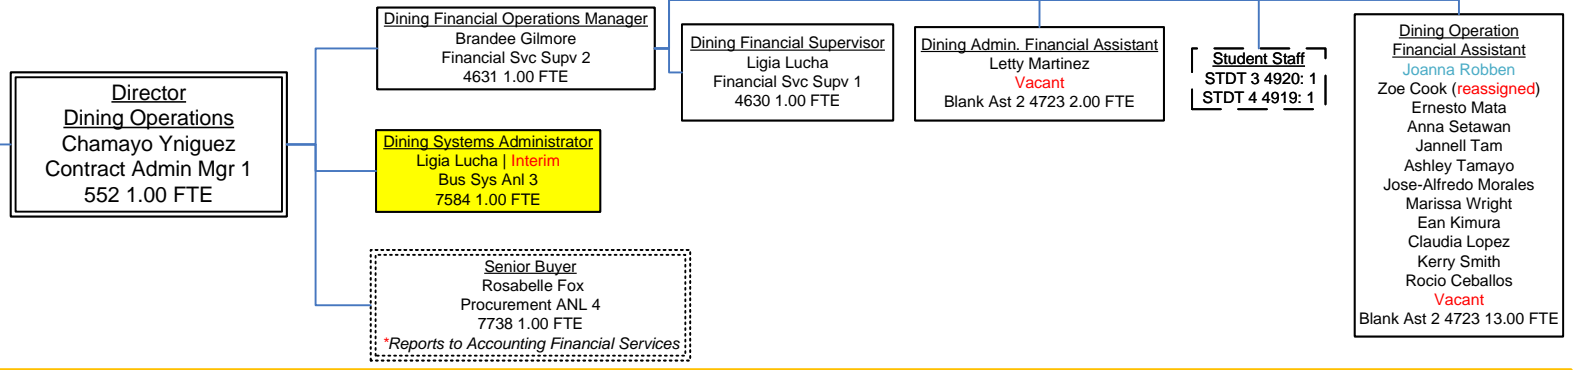 Director
Dining Operations
Chamayo Yniguez
Contract Admin Mgr 1
552 1.00 FTE
Dining Financial Operations Manager
Brandee Gilmore
Financial Svc Supv 2
4631 1.00 FTE
Dining Systems Administrator
Ligia Lucha | Interim
Bus Sys Anl 3
7584 1.00 FTE
Senior Buyer
Rosabelle Fox
Procurement ANL 4
7738 1.00 FTE
*Reports to Accounting Financial Services
Dining Financial Supervisor
Ligia Lucha
Financial Svc Supv 1
4630 1.00 FTE
Dining Admin. Financial Assistant
Letty Martinez
Vacant
Blank Ast 2 4723 2.00 FTE
Student Staff
STDT 3 4920: 1
STDT 4 4919: 1
Dining Operation
Financial Assistant
Joanna Robben
Zoe Cook (reassigned)
Ernesto Mata
Anna Setawan
Jannell Tam
Ashley Tamayo
Jose-Alfredo Morales
Marissa Wright
Ean Kimura
Claudia Lopez
Kerry Smith
Rocio Ceballos
Vacant
Blank Ast 2 4723 13.00 FTE